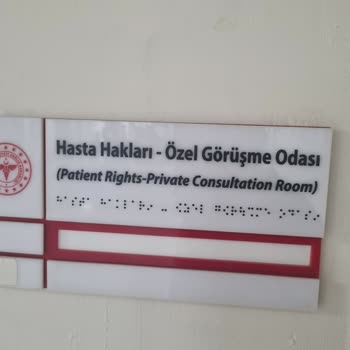 Hasta Hakları - Özel Görüşme Odası
(Patient Rights-Private Consultation Room)